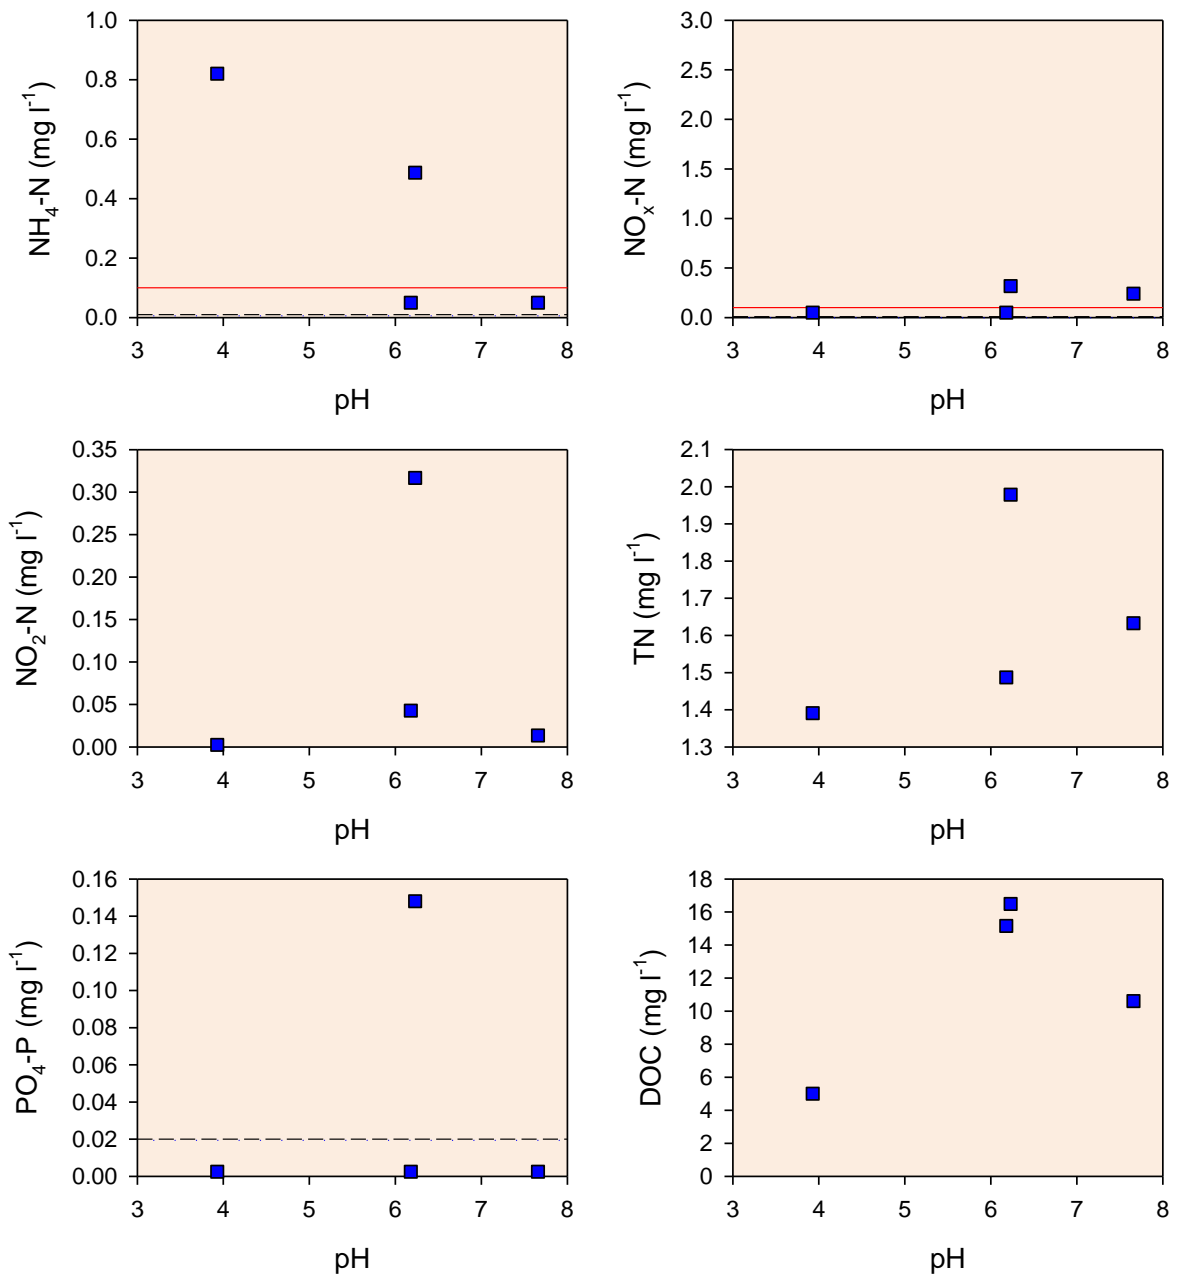 NH4-N (mg l-1)
1.0
0.8
0.6
0.4
0.2
0.0
3 4 5 6 7 8
pH
NOx-N (mg l-1)
3.0
2.5
2.0
1.5
1.0
0.5
0.0
3 4 5 6 7 8
pH
NO2-N (mg l-1)
0.35
0.30
0.25
0.20
0.15
0.10
0.05
0.00
3 4 5 6 7 8
pH
TN (mg l-1)
2.1
2.0
1.9
1.8
1.7
1.6
1.5
1.4
1.3
3 4 5 6 7 8
pH
PO4-P (mg l-1)
0.16
0.14
0.12
0.10
0.08
0.06
0.04
0.02
0.00
3 4 5 6 7 8
pH
DOC (mg l-1)
18
16
14
12
10
8
6
4
2
0
3 4 5 6 7 8
pH